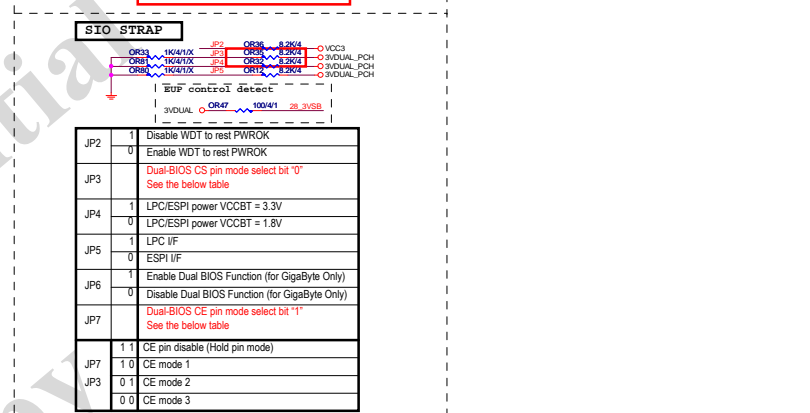 SIO STRAP
JP2 OR36 8.2K/4 VCC3
OR33 1K/4/1/X JP3 OR35 8.2K/4 3VDUAL_PCH
OR81 1K/4/1/X JP4 OR32 8.2K/4 3VDUAL_PCH
OR80 1K/4/1/X JP5 OR12 8.2K/4 3VDUAL_PCH
EUP control detect
3VDUAL OR47 100/4/1 28_3VSB
JP2 1 Disable WDT to rest PWROK
0 Enable WDT to rest PWROK
JP3 Dual-BIOS CS pin mode select bit "0"
See the below table
JP4 1 LPC/ESPI power VCCBT = 3.3V
0 LPC/ESPI power VCCBT = 1.8V
JP5 1 LPC I/F
0 ESPI I/F
JP6 1 Enable Dual BIOS Function (for GigaByte Only)
0 Disable Dual BIOS Function (for GigaByte Only)
JP7 Dual-BIOS CE pin mode select bit "1"
See the below table
JP7 JP3 1 1 CE pin disable (Hold pin mode)
1 0 CE mode 1
0 1 CE mode 2
0 0 CE mode 3